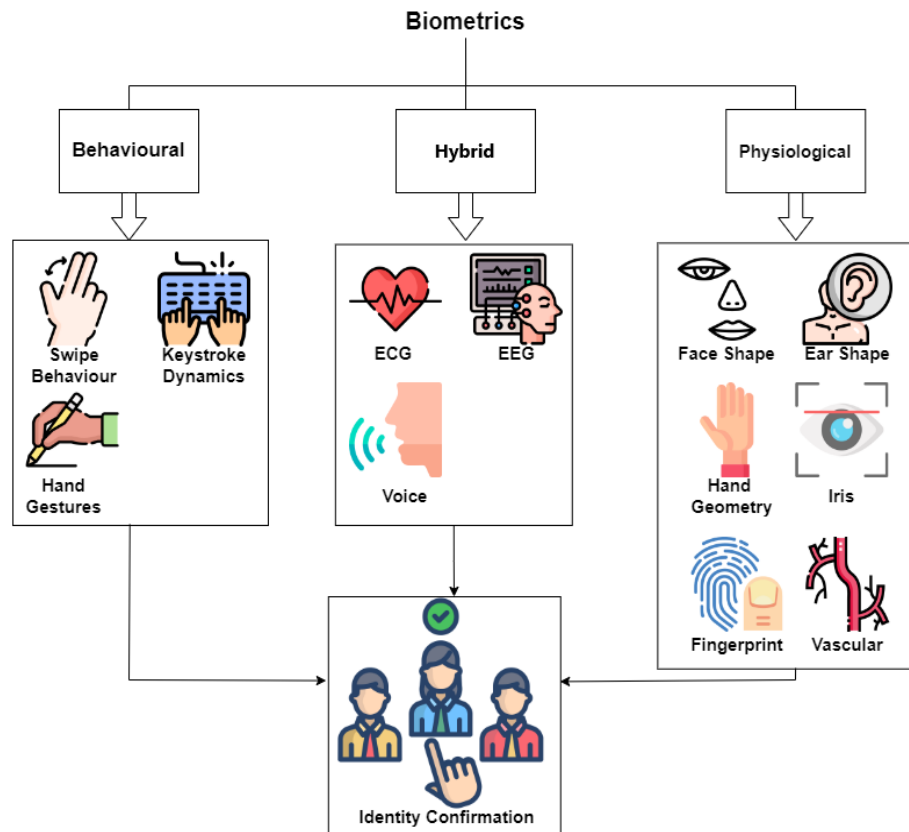 Biometrics
Behavioural
Hybrid
Physiological
Swipe
Behaviour
Keystroke
Dynamics
Hand
Gestures
ECG
EEG
Voice
Face Shape
Ear Shape
Hand
Geometry
Iris
Fingerprint
Vascular
Identity Confirmation